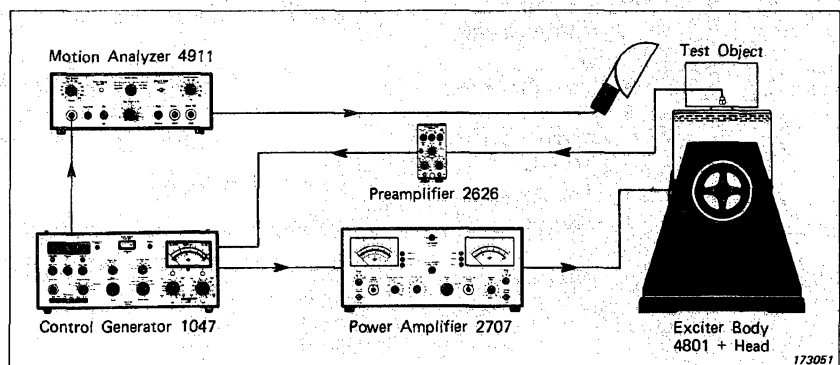 Motion Analyzer 4911
Test Object
Preamplifier 2626
Control Generator 1047
Power Amplifier 2707
Exciter Body
4801 + Head
173051